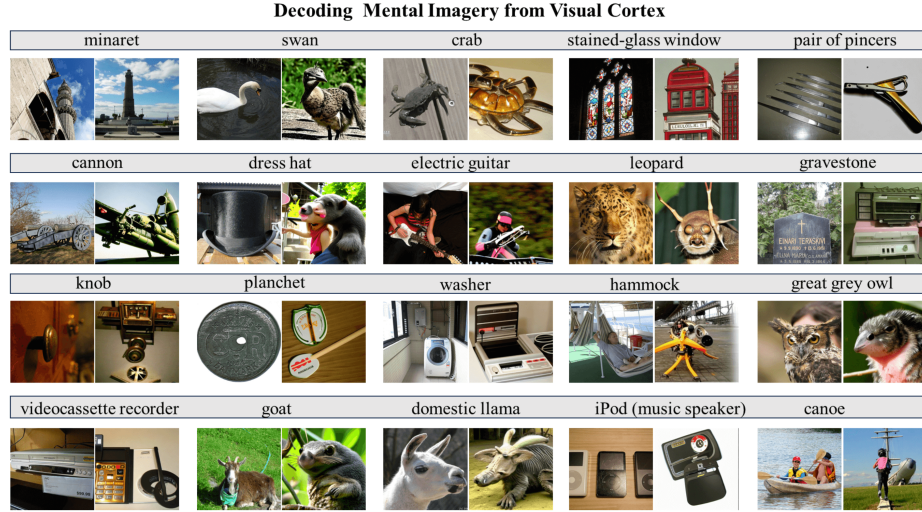 Decoding Mental Imagery from Visual Cortex
minaret swan crab stained-glass window pair of pincers
cannon dress hat electric guitar leopard gravestone
EINARI TERÄSKIVI
knob planchet washer hammock great grey owl
videocassette recorder goat domestic llama iPod (music speaker) canoe